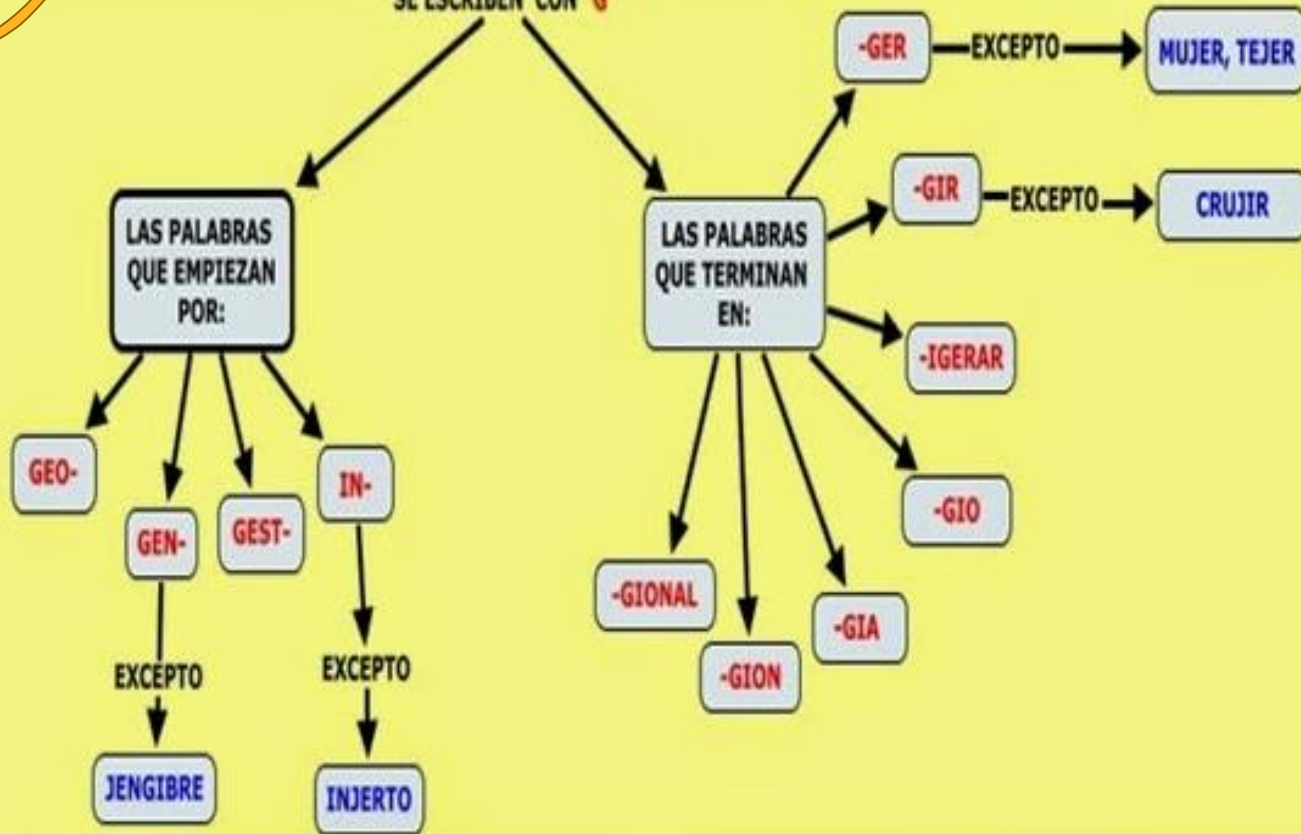 SE ESCRIBEN CON G
-GER
EXCEPTO
MUJER, TEJER
-GIR
EXCEPTO
CRUJIR
LAS PALABRAS
QUE EMPIEZAN
POR:
LAS PALABRAS
QUE TERMINAN
EN:
-IGERAR
GEO-
IN-
-GIO
GEN-
GEST-
-GIONAL
-GIA
-GION
EXCEPTO
EXCEPTO
JENGIBRE
INJERTO